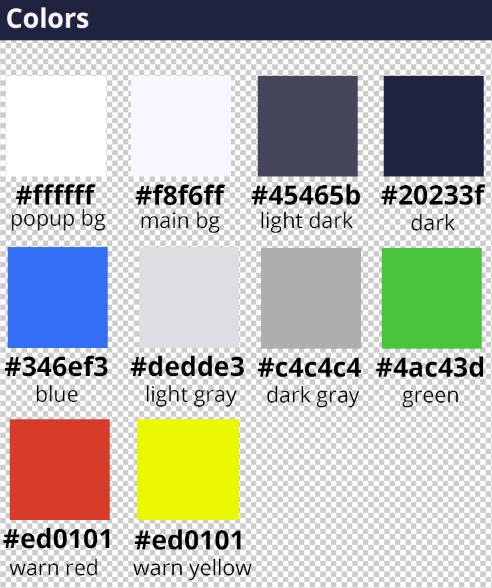 Colors
#ffffff #f8f6ff #45465b #20233f
popup bg main bg light dark dark
#346ef3 #dedde3 #c4c4c4 #4ac43d
blue light gray dark gray green
#ed0101 #ed0101
warn red warn yellow